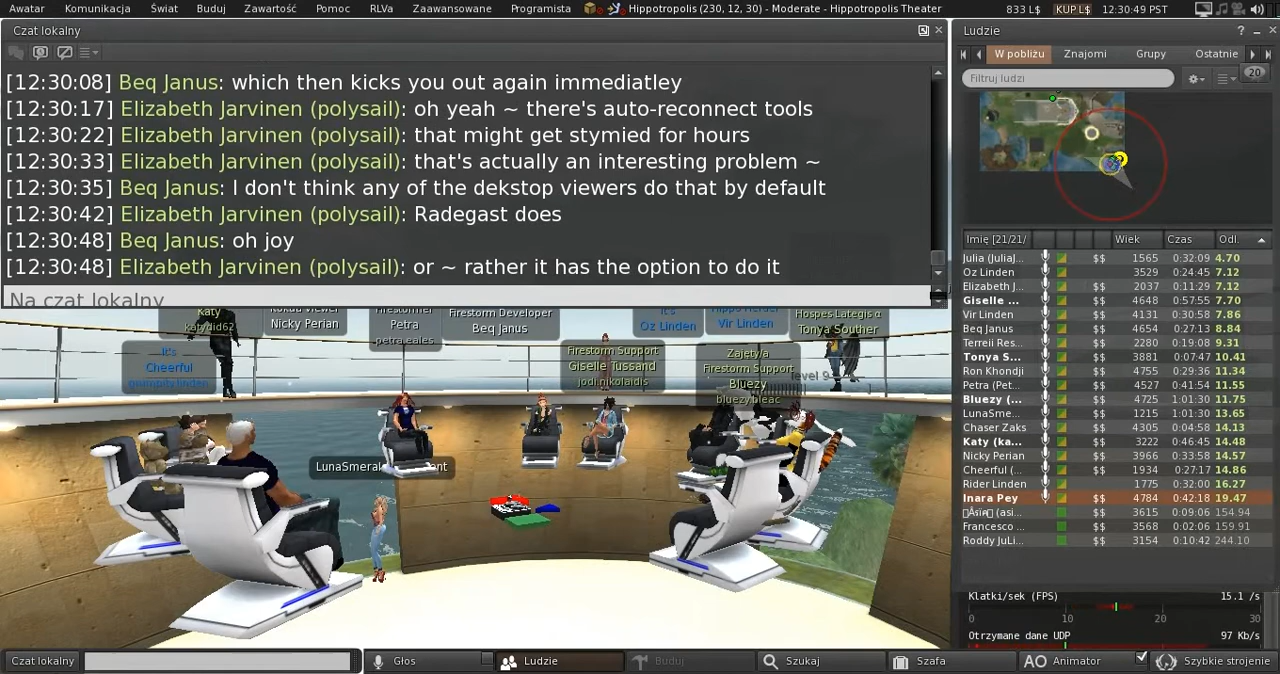 Awatar Komunikacja Świat Buduj Zawartość Pomoc RLVa Zaawansowane Programista Hippotropolis (230, 12, 30) - Moderate - Hippotropolis Theater 833 L$ KUP L$ 12:30:49 PST
Czat lokalny
[12:30:08] Beq Janus: which then kicks you out again immediatley
[12:30:17] Elizabeth Jarvinen (polysail): oh yeah ~ there's auto-reconnect tools
[12:30:22] Elizabeth Jarvinen (polysail): that might get stymied for hours
[12:30:33] Elizabeth Jarvinen (polysail): that's actually an interesting problem ~
[12:30:35] Beq Janus: I don't think any of the dekstop viewers do that by default
[12:30:42] Elizabeth Jarvinen (polysail): Radegast does
[12:30:48] Beq Janus: oh joy
[12:30:48] Elizabeth Jarvinen (polysail): or ~ rather it has the option to do it
Na czat lokalny
Katy
katydid62
Nicky Perian
Petra
petra.eales
Firestorm Developer
Beq Janus
It's
Oz Linden
Vir Linden
Hospes Lategis α
Tonya Souther
It's
Cheerful
grumpity.linden
Firestorm Support
Giselle Tussand
jodi.nikolaidis
Zajęty/a
Firestorm Support
Bluezy
bluezy.bleac
level 9
Ludzie
W pobliżu Znajomi Grupy Ostatnie
Filtruj ludzi 20
Imię [21/21/ Wiek Czas Odl.
Julia (JuliaJ... $$ 1565 0:32:09 4.70
Oz Linden 3529 0:24:45 7.12
Elizabeth J... $$ 2037 0:11:29 7.12
Giselle ... $$ 4648 0:57:55 7.70
Vir Linden 4131 0:30:58 7.86
Beq Janus $$ 4654 0:27:13 8.84
Terreii Res... $$ 2280 0:19:08 9.31
Tonya S... $$ 3881 0:07:47 10.41
Ron Khondji $$ 4755 0:29:36 11.34
Petra (Pet... $$ 4527 0:41:54 11.55
Bluezy (... $$ 4725 1:01:30 11.75
LunaSme... $$ 1215 1:01:30 13.65
Chaser Zaks $$ 4305 0:04:58 14.13
Katy (ka... $$ 3222 0:46:45 14.48
Nicky Perian $$ 3966 0:33:58 14.57
Cheerful (... $$ 1934 0:27:17 14.86
Rider Linden 1775 0:32:00 16.27
Inara Pey $$ 4784 0:42:18 19.47
(asi... $$ 3615 0:09:06 154.94
Francesco ... $$ 3568 0:02:06 159.91
Roddy JuLi... $$ 3154 0:10:42 244.10
Klatki/sek (FPS) 15.1 /s
0 10 20 30
Otrzymane dane UDP 97 Kb/s
Czat lokalny Głos Ludzie Buduj Szukaj Szafa AO Animator Szybkie strojenie